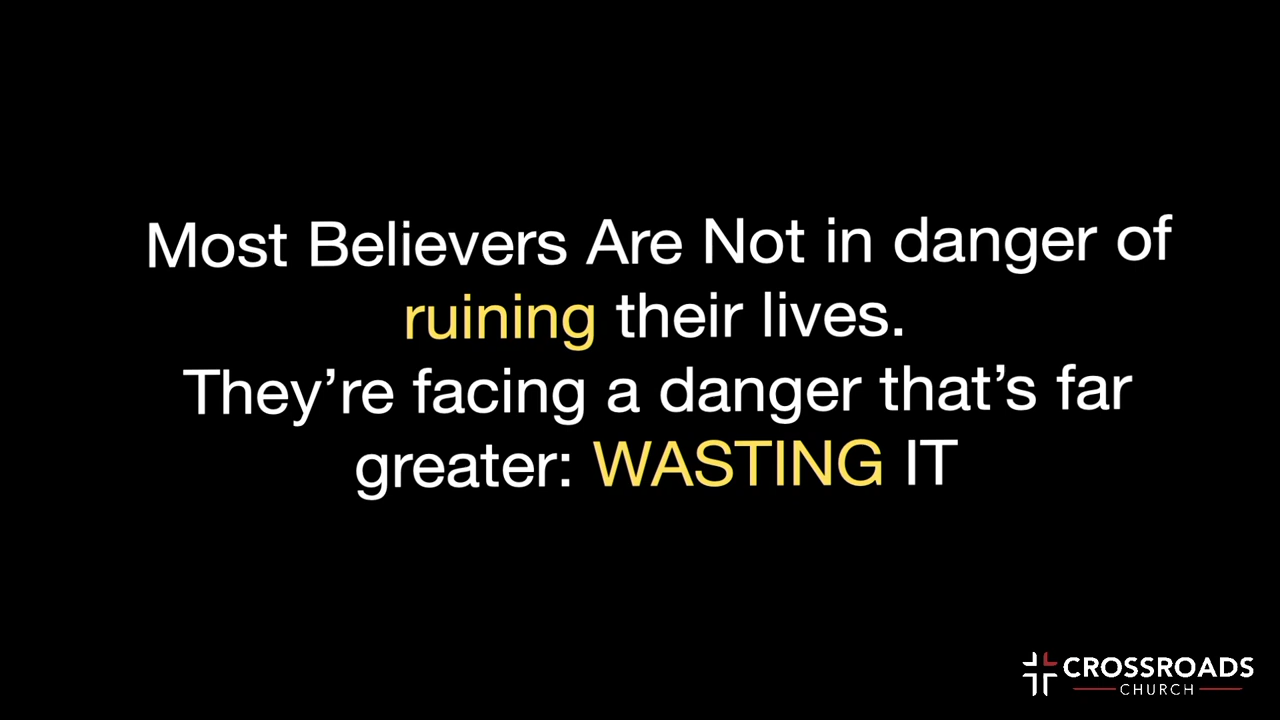 Most Believers Are Not in danger of
ruining their lives.
They’re facing a danger that’s far
greater: WASTING IT
CROSSROADS
CHURCH